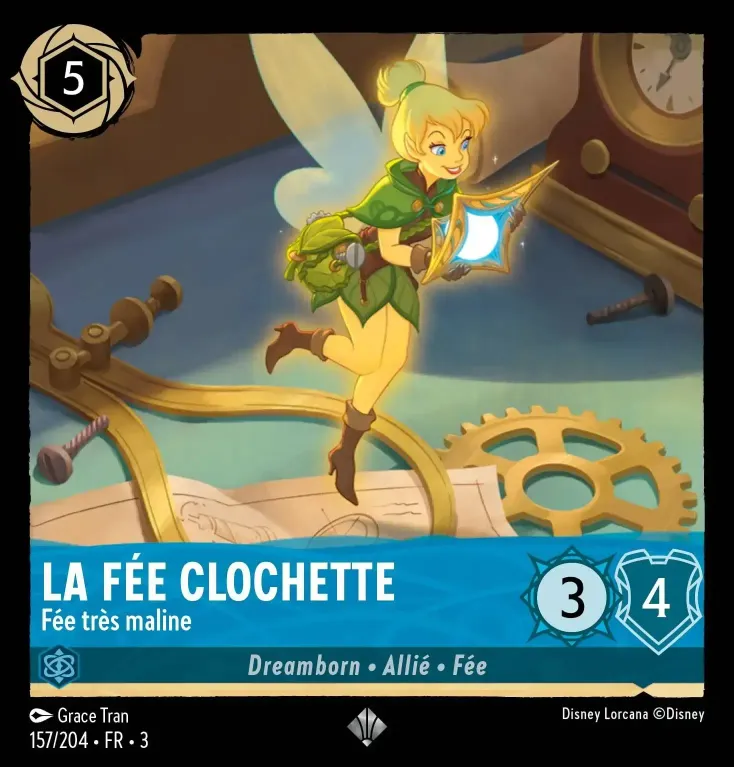 5
LA FÉE CLOCHETTE
Fée très maline
3
4
Dreamborn • Allié • Fée
Grace Tran
Disney Lorcana ©Disney
157/204 • FR • 3